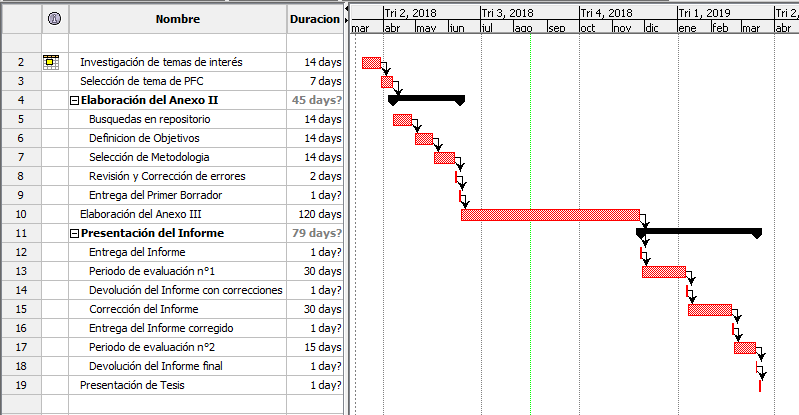 Nombre Duracion Tri 2, 2018 Tri 3, 2018 Tri 4, 2018 Tri 1, 2019 Tri 2,
mar abr may jun jul ago sep oct nov dic ene feb mar abr
2 Investigación de temas de interés 14 days
3 Selección de tema de PFC 7 days
4 Elaboración del Anexo II 45 days?
5 Busquedas en repositorio 14 days
6 Definicion de Objetivos 14 days
7 Selección de Metodologia 14 days
8 Revisión y Corrección de errores 2 days
9 Entrega del Primer Borrador 1 day?
10 Elaboración del Anexo III 120 days
11 Presentación del Informe 79 days?
12 Entrega del Informe 1 day?
13 Periodo de evaluación nº1 30 days
14 Devolución del Informe con correcciones 1 day?
15 Corrección del Informe 30 days
16 Entrega del Informe corregido 1 day?
17 Periodo de evaluación nº2 15 days
18 Devolución del Informe final 1 day?
19 Presentación de Tesis 1 day?